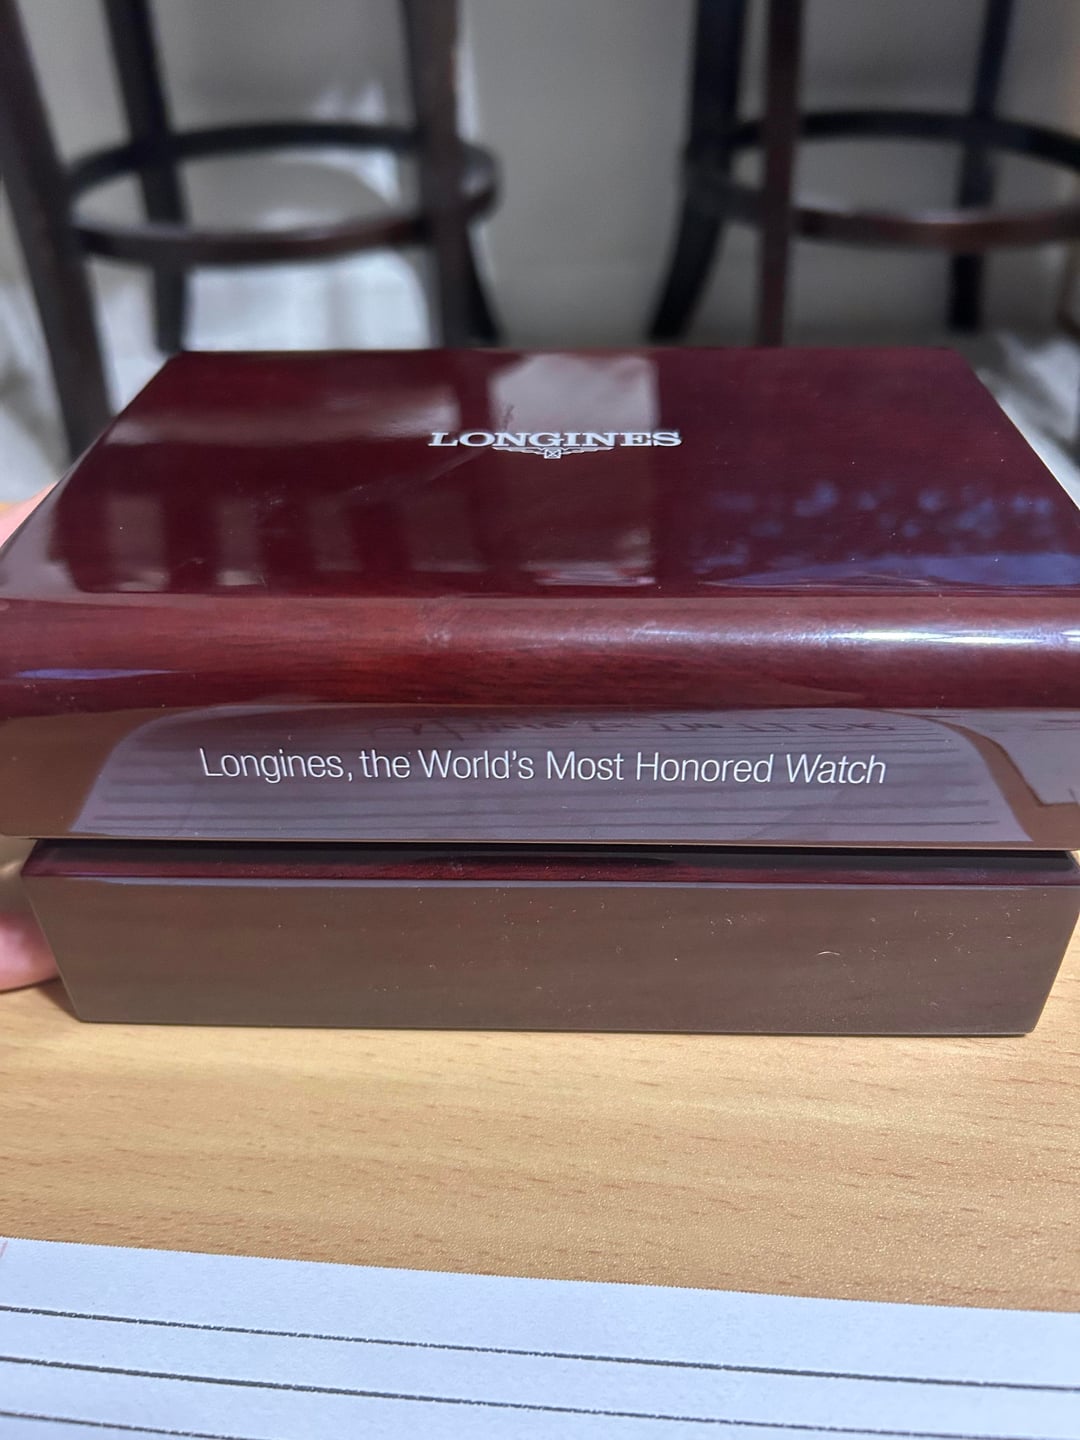 LONGINES
Longines, the World's Most Honored Watch